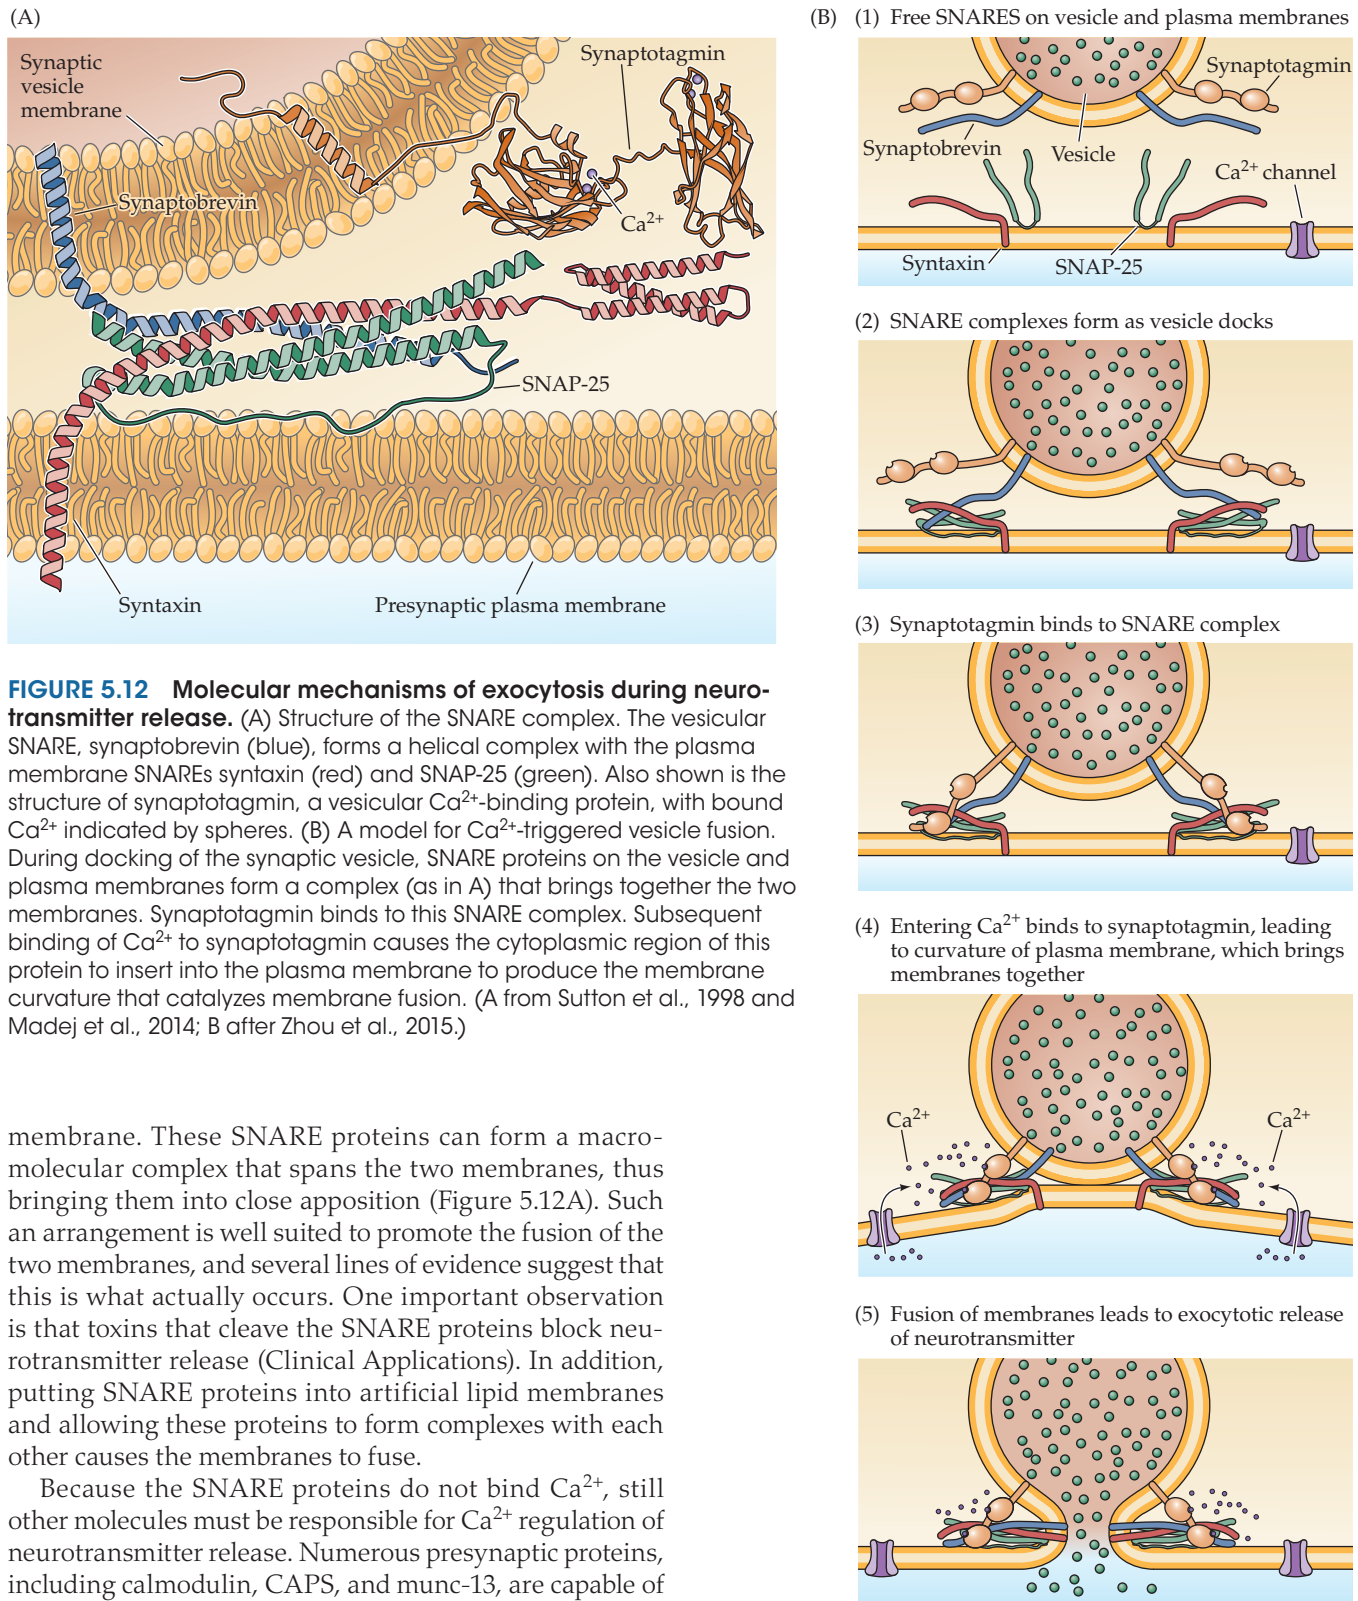 (A)
Synaptic
vesicle
membrane
Synaptotagmin
Synaptobrevin
Ca²⁺
SNAP-25
Syntaxin
Presynaptic plasma membrane
FIGURE 5.12 Molecular mechanisms of exocytosis during neuro-
transmitter release. (A) Structure of the SNARE complex. The vesicular
SNARE, synaptobrevin (blue), forms a helical complex with the plasma
membrane SNAREs syntaxin (red) and SNAP-25 (green). Also shown is the
structure of synaptotagmin, a vesicular Ca²⁺-binding protein, with bound
Ca²⁺ indicated by spheres. (B) A model for Ca²⁺-triggered vesicle fusion.
During docking of the synaptic vesicle, SNARE proteins on the vesicle and
plasma membranes form a complex (as in A) that brings together the two
membranes. Synaptotagmin binds to this SNARE complex. Subsequent
binding of Ca²⁺ to synaptotagmin causes the cytoplasmic region of this
protein to insert into the plasma membrane to produce the membrane
curvature that catalyzes membrane fusion. (A from Sutton et al., 1998 and
Madej et al., 2014; B after Zhou et al., 2015.)
membrane. These SNARE proteins can form a macro-
molecular complex that spans the two membranes, thus
bringing them into close apposition (Figure 5.12A). Such
an arrangement is well suited to promote the fusion of the
two membranes, and several lines of evidence suggest that
this is what actually occurs. One important observation
is that toxins that cleave the SNARE proteins block neu-
rotransmitter release (Clinical Applications). In addition,
putting SNARE proteins into artificial lipid membranes
and allowing these proteins to form complexes with each
other causes the membranes to fuse.
Because the SNARE proteins do not bind Ca²⁺, still
other molecules must be responsible for Ca²⁺ regulation of
neurotransmitter release. Numerous presynaptic proteins,
including calmodulin, CAPS, and munc-13, are capable of
(B) (1) Free SNARES on vesicle and plasma membranes
Synaptotagmin
Synaptobrevin
Vesicle
Ca²⁺ channel
Syntaxin
SNAP-25
(2) SNARE complexes form as vesicle docks
(3) Synaptotagmin binds to SNARE complex
(4) Entering Ca²⁺ binds to synaptotagmin, leading
to curvature of plasma membrane, which brings
membranes together
Ca²⁺
Ca²⁺
(5) Fusion of membranes leads to exocytotic release
of neurotransmitter